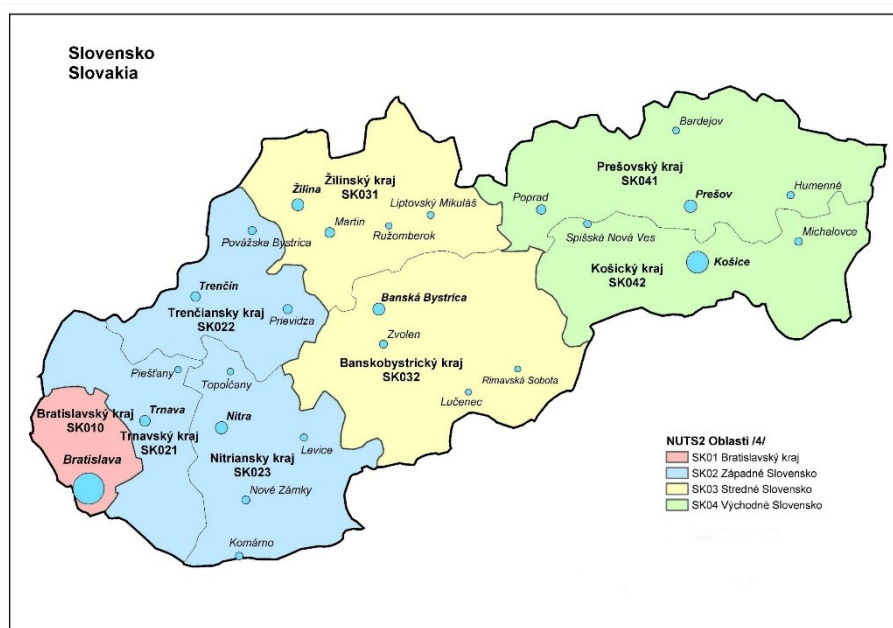 Slovensko
Slovakia
Bardejov
Prešovský kraj
SK041
Žilinský kraj
SK031
Žilina
Liptovský Mikuláš
Poprad
Prešov
Humenné
Martin
Ružomberok
Spišská Nová Ves
Michalovce
Považska Bystrica
Košický kraj
SK042
Košice
Trenčín
Banská Bystrica
Trenčiansky kraj
SK022
Prievidza
Zvolen
Banskobystrický kraj
SK032
Piešťany
Topoľčany
Rimavská Sobota
Lučenec
Bratislavský kraj
SK010
Trnava
Trnavský kraj
SK021
Nitra
Nitriansky kraj
SK023
Levice
Bratislava
Nové Zámky
Komárno
NUTS2 Oblasti /4/
SK01 Bratislavský kraj
SK02 Západné Slovensko
SK03 Stredné Slovensko
SK04 Východné Slovensko